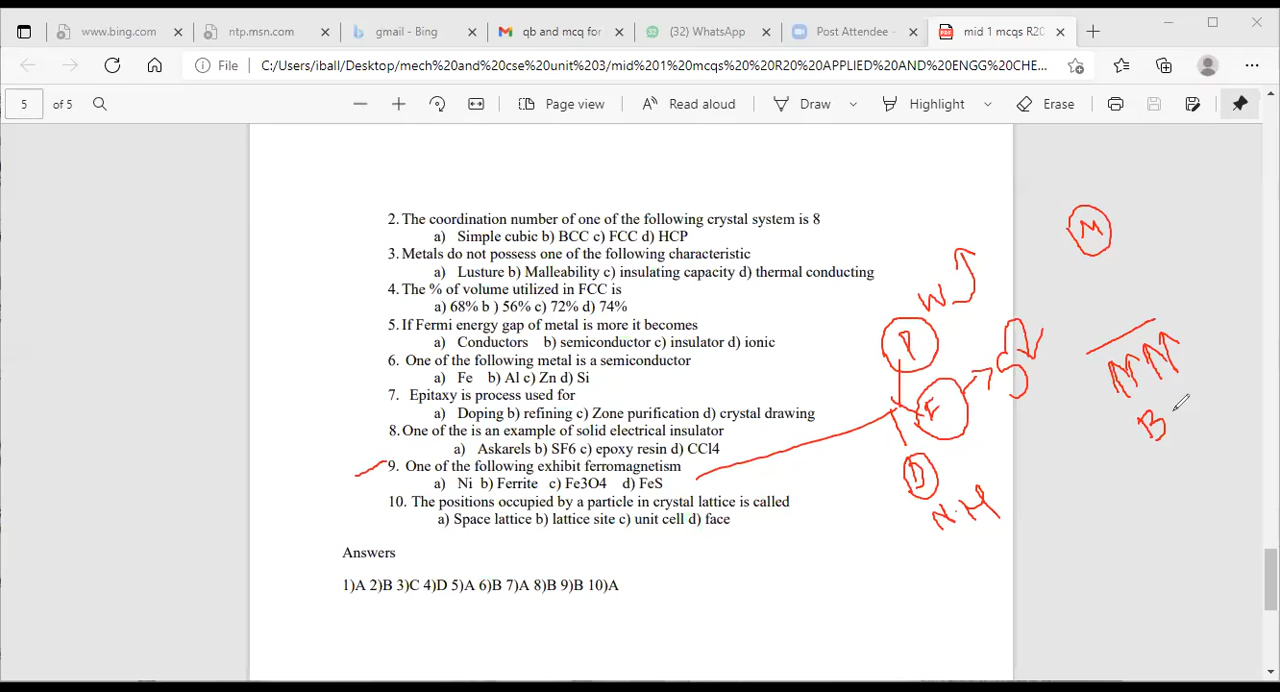 www.bing.com
ntp.msn.com
gmail - Bing
qb and mcq for
(32) WhatsApp
Post Attendee -
mid 1 mcqs R20
File
C:/Users/iball/Desktop/mech%20and%20cse%20unit%203/mid%201%20mcqs%20%20R20%20APPLIED%20AND%20ENGG%20CHE...
5 of 5
Page view
Read aloud
Draw
Highlight
Erase
2. The coordination number of one of the following crystal system is 8
a) Simple cubic b) BCC c) FCC d) HCP
3. Metals do not possess one of the following characteristic
a) Lusture b) Malleability c) insulating capacity d) thermal conducting
4. The % of volume utilized in FCC is
a) 68% b ) 56% c) 72% d) 74%
5. If Fermi energy gap of metal is more it becomes
a) Conductors b) semiconductor c) insulator d) ionic
6. One of the following metal is a semiconductor
a) Fe b) Al c) Zn d) Si
7. Epitaxy is process used for
a) Doping b) refining c) Zone purification d) crystal drawing
8. One of the is an example of solid electrical insulator
a) Askarels b) SF6 c) epoxy resin d) CCl4
9. One of the following exhibit ferromagnetism
a) Ni b) Ferrite c) Fe3O4 d) FeS
10. The positions occupied by a particle in crystal lattice is called
a) Space lattice b) lattice site c) unit cell d) face
Answers
1)A 2)B 3)C 4)D 5)A 6)B 7)A 8)B 9)B 10)A
M
W
P
F
D
N.M
B